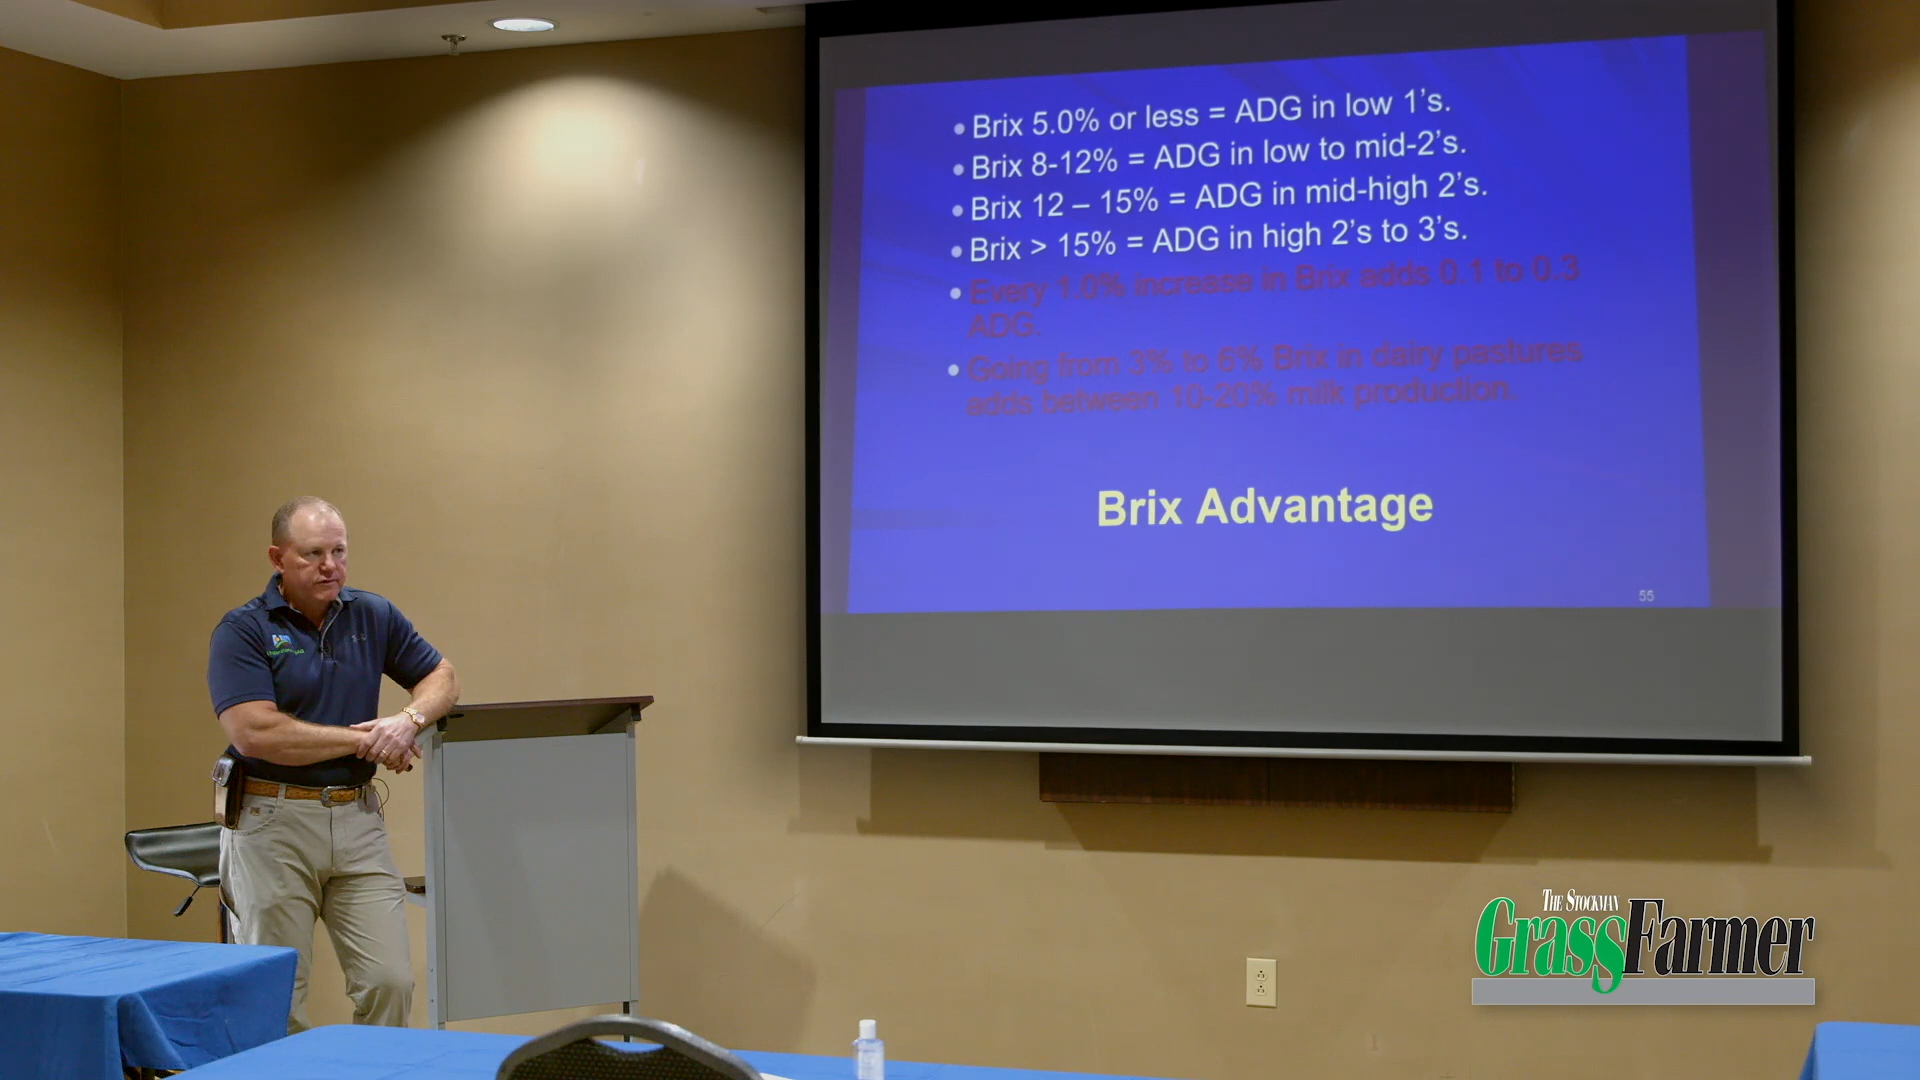 • Brix 5.0% or less = ADG in low 1’s.
• Brix 8-12% = ADG in low to mid-2’s.
• Brix 12 – 15% = ADG in mid-high 2’s.
• Brix > 15% = ADG in high 2’s to 3’s.
• Every 1.0% increase in Brix adds 0.1 to 0.3
ADG.
• Going from 3% to 6% Brix in dairy pastures
adds between 10-20% milk production.
Brix Advantage
55
THE STOCKMAN
GrassFarmer